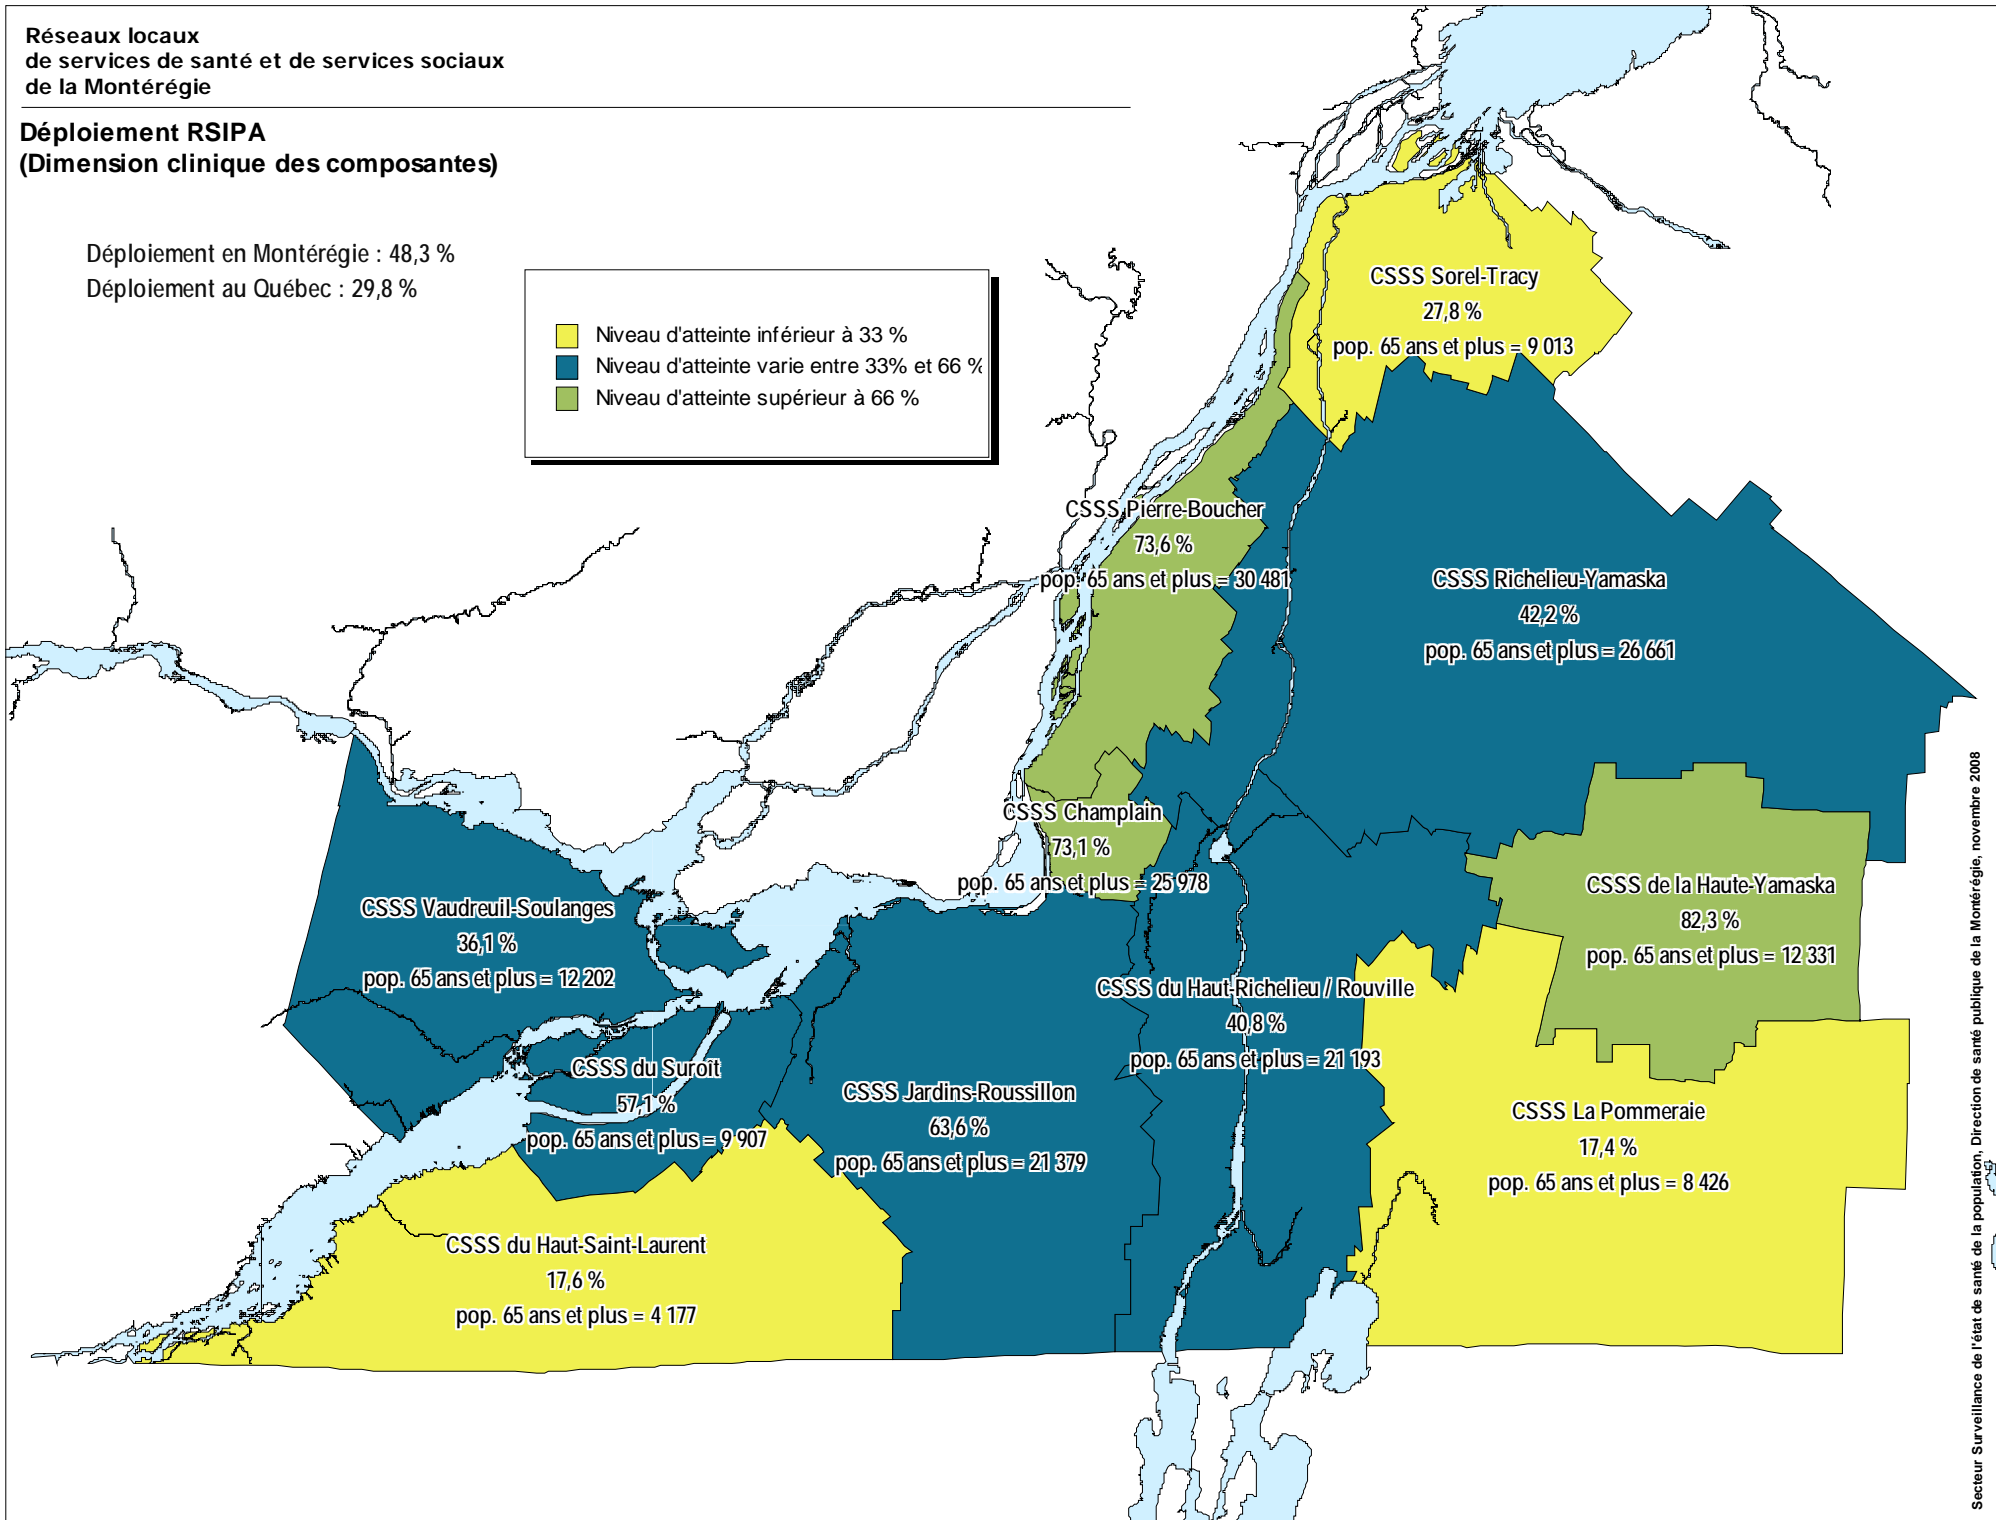 Réseaux locaux
de services de santé et de services sociaux
de la Montérégie
Déploiement RSIPA
(Dimension clinique des composantes)
Déploiement en Montérégie : 48,3 %
Déploiement au Québec : 29,8 %
Niveau d'atteinte inférieur à 33 %
Niveau d'atteinte varie entre 33% et 66 %
Niveau d'atteinte supérieur à 66 %
CSSS Sorel-Tracy
27,8 %
pop. 65 ans et plus = 9 013
CSSS Pierre-Boucher
73,6 %
pop. 65 ans et plus = 30 481
CSSS Richelieu-Yamaska
42,2 %
pop. 65 ans et plus = 26 661
CSSS Champlain
73,1 %
pop. 65 ans et plus = 25 978
CSSS de la Haute-Yamaska
82,3 %
pop. 65 ans et plus = 12 331
CSSS Vaudreuil-Soulanges
36,1 %
pop. 65 ans et plus = 12 202
CSSS du Haut-Richelieu / Rouville
40,8 %
pop. 65 ans et plus = 21 193
CSSS du Suroît
57,1 %
pop. 65 ans et plus = 9 907
CSSS Jardins-Roussillon
63,6 %
pop. 65 ans et plus = 21 379
CSSS La Pommeraie
17,4 %
pop. 65 ans et plus = 8 426
CSSS du Haut-Saint-Laurent
17,6 %
pop. 65 ans et plus = 4 177
Secteur Surveillance de l'état de santé de la population, Direction de santé publique de la Montérégie, novembre 2008